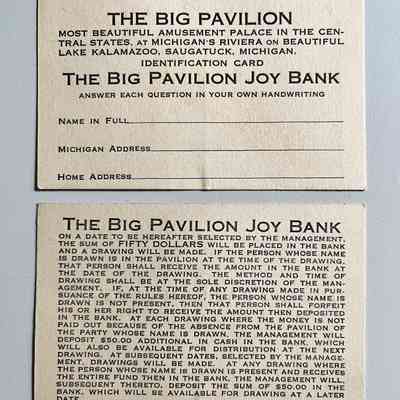 THE BIG PAVILION
MOST BEAUTIFUL AMUSEMENT PALACE IN THE CEN-
TRAL STATES, AT MICHIGAN'S RIVIERA ON BEAUTIFUL
LAKE KALAMAZOO, SAUGATUCK, MICHIGAN.
IDENTIFICATION CARD
THE BIG PAVILION JOY BANK
ANSWER EACH QUESTION IN YOUR OWN HANDWRITING
NAME IN FULL
MICHIGAN ADDRESS
HOME ADDRESS
THE BIG PAVILION JOY BANK
ON A DATE TO BE HEREAFTER SELECTED BY THE MANAGEMENT,
THE SUM OF FIFTY DOLLARS WILL BE PLACED IN THE BANK
AND A DRAWING WILL BE MADE. IF THE PERSON WHOSE NAME
IS DRAWN IS IN THE PAVILION AT THE TIME OF THE DRAWING,
THAT PERSON SHALL RECEIVE THE AMOUNT IN THE BANK AT
THE DATE OF THE DRAWING. THE METHOD AND TIME OF
DRAWING SHALL BE AT THE SOLE DISCRETION OF THE MAN-
AGEMENT. IF, AT THE TIME OF ANY DRAWING MADE IN PUR-
SUANCE OF THE RULES HEREOF, THE PERSON WHOSE NAME IS
DRAWN IS NOT PRESENT, THEN THAT PERSON SHALL FORFEIT
HIS OR HER RIGHT TO RECEIVE THE AMOUNT THEN DEPOSITED
IN THE BANK. AT EACH DRAWING WHERE THE MONEY IS NOT
PAID OUT BECAUSE OF THE ABSENCE FROM THE PAVILION OF
THE PARTY WHOSE NAME IS DRAWN, THE MANAGEMENT WILL
DEPOSIT $50.00 ADDITIONAL IN CASH IN THE BANK, WHICH
WILL ALSO BE AVAILABLE FOR DISTRIBUTION AT THE NEXT
DRAWING. AT SUBSEQUENT DATES, SELECTED BY THE MANAGE-
MENT, DRAWINGS WILL BE MADE. AT ANY DRAWING WHERE
THE PERSON WHOSE NAME IS DRAWN IS PRESENT AND RECEIVES
THE ENTIRE FUND THEN IN THE BANK, THE MANAGEMENT WILL,
SUBSEQUENT THERETO, DEPOSIT THE SUM OF $50.00 IN THE
BANK, WHICH WILL BE AVAILABLE FOR DRAWING AT A LATER
DATE.